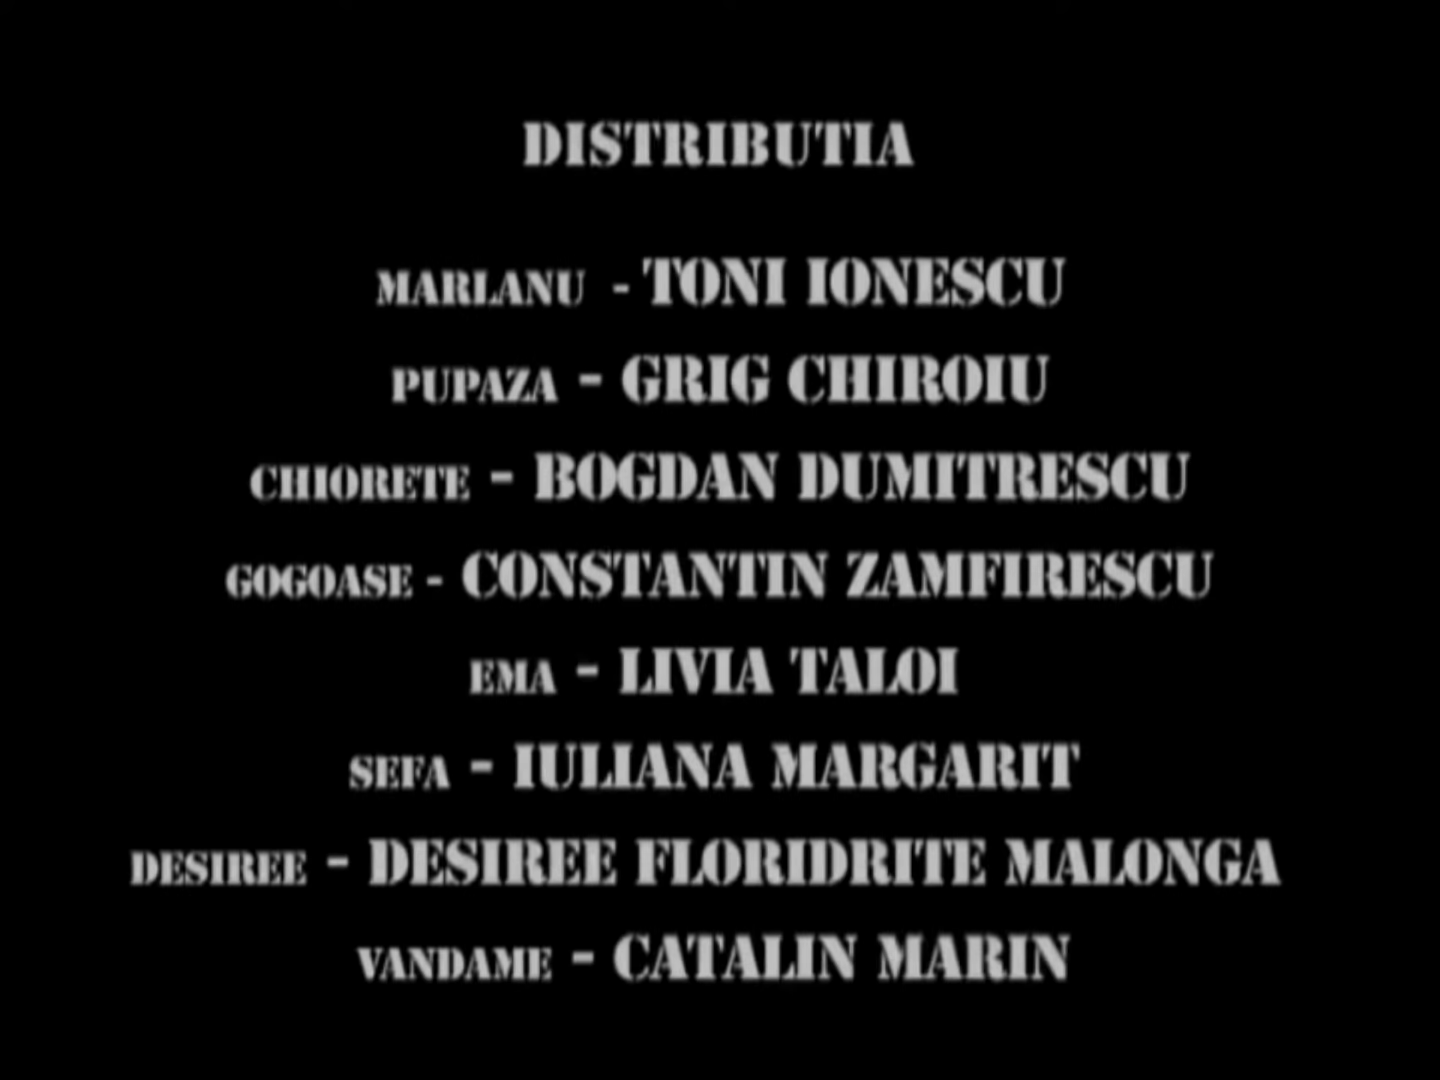 DISTRIBUTIA
MARLANU - TONI IONESCU
PUPAZA - GRIG CHIROIU
CHIORETE - BOGDAN DUMITRESCU
GOGOASE - CONSTANTIN ZAMFIRESCU
EMA - LIVIA TALOI
SEFA - IULIANA MARGARIT
DESIREE - DESIREE FLORIDRITE MALONGA
VANDAME - CATALIN MARIN